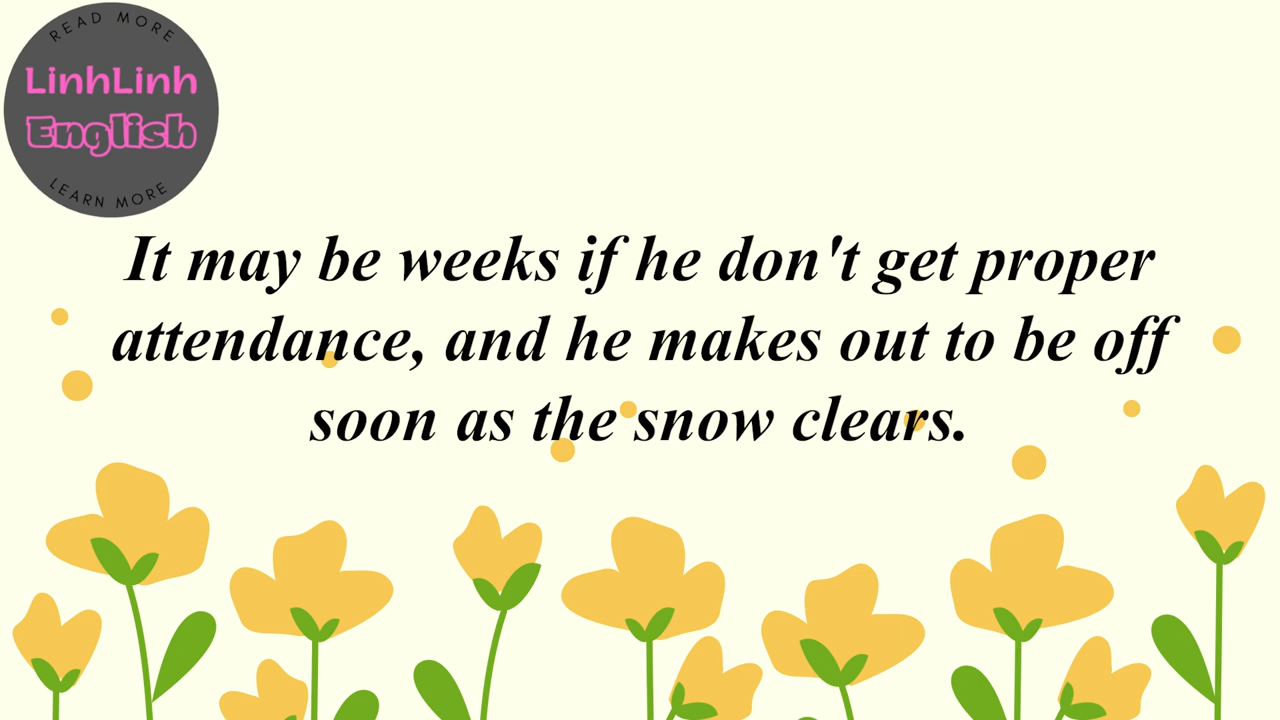 READ MORE
LinhLinh
English
LEARN MORE
It may be weeks if he don't get proper
attendance, and he makes out to be off
soon as the snow clears.